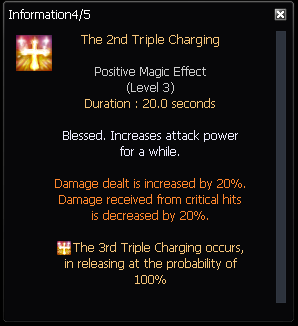 Information4/5
The 2nd Triple Charging
Positive Magic Effect
(Level 3)
Duration : 20.0 seconds
Blessed. Increases attack power
for a while.
Damage dealt is increased by 20%.
Damage received from critical hits
is decreased by 20%.
The 3rd Triple Charging occurs,
in releasing at the probability of
100%